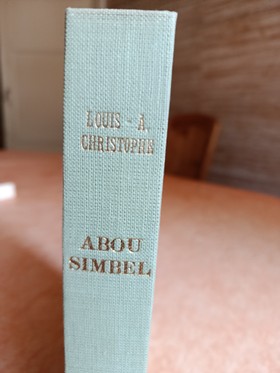 LOUIS - A.
CHRISTOPHE
ABOU
SIMBEL